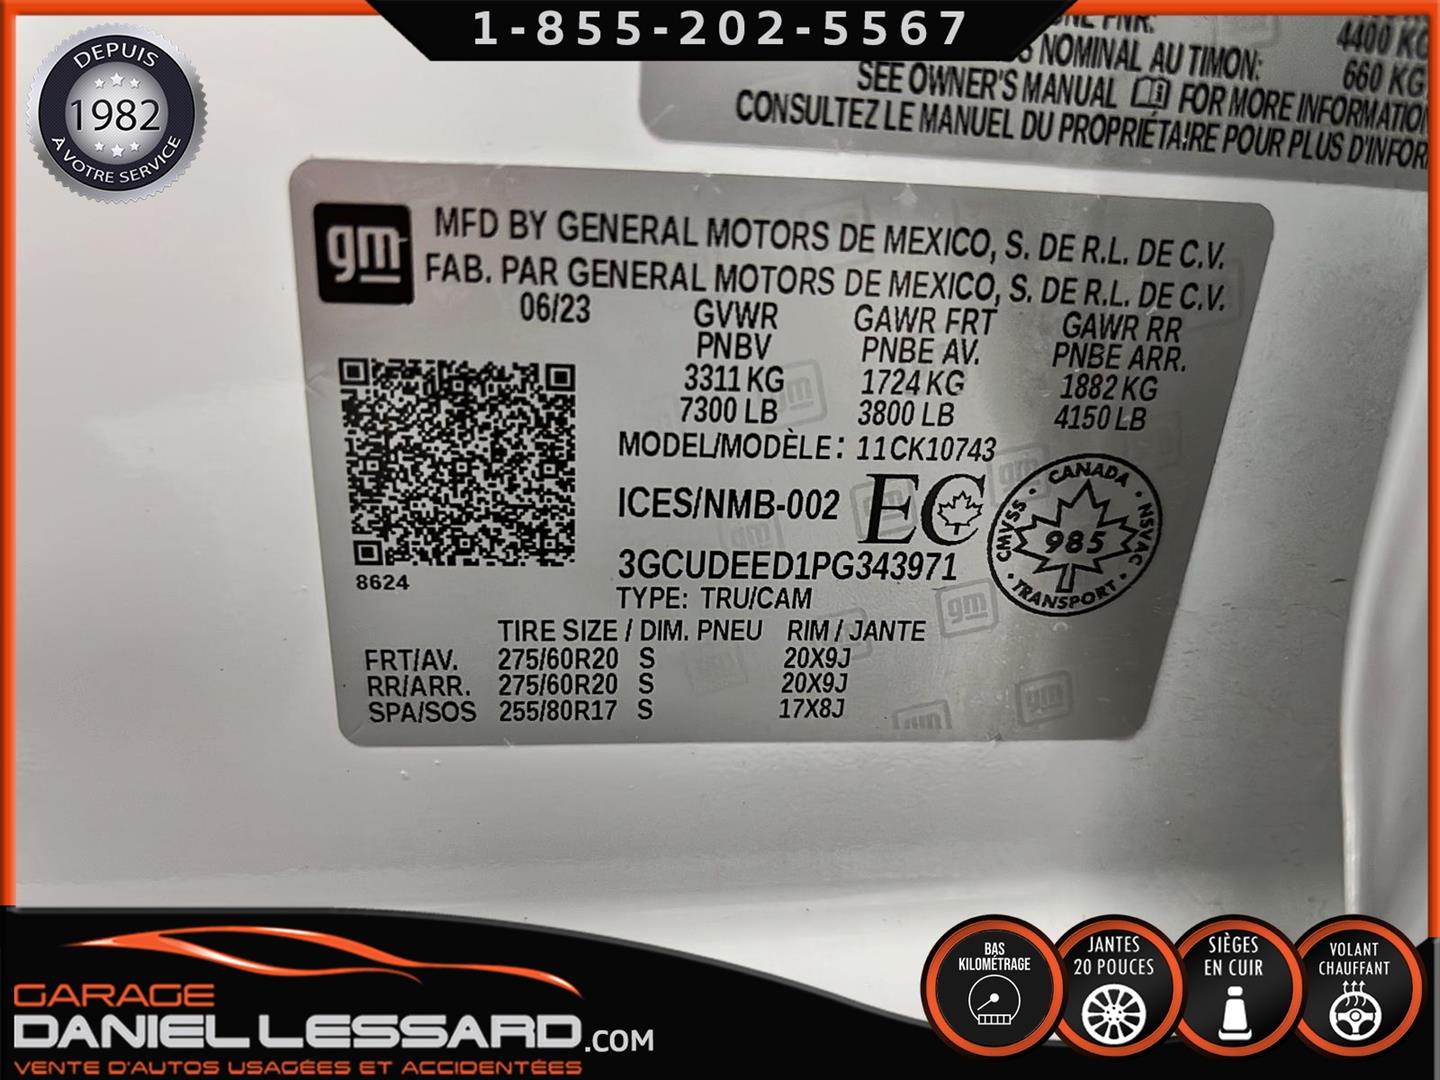 1-855-202-5567
DEPUIS
1982
À VOTRE SERVICE
PNR:
4400 KG
NOMINAL AU TIMON:
660 KG
SEE OWNER'S MANUAL FOR MORE INFORMATION
CONSULTEZ LE MANUEL DU PROPRIÉTAIRE POUR PLUS D'INFOR
gm
MFD BY GENERAL MOTORS DE MEXICO, S. DE R.L. DE C.V.
FAB. PAR GENERAL MOTORS DE MEXICO, S. DE R.L. DE C.V.
06/23 GVWR GAWR FRT GAWR RR
PNBV PNBE AV. PNBE ARR.
3311 KG 1724 KG 1882 KG
7300 LB 3800 LB 4150 LB
MODEL/MODÈLE: 11CK10743
ICES/NMB-002 EC
CANADA
CMVSS 985 NSVAC
TRANSPORT
3GCUDEED1PG343971
8624
TYPE: TRU/CAM
TIRE SIZE / DIM. PNEU RIM / JANTE
FRT/AV. 275/60R20 S 20X9J
RR/ARR. 275/60R20 S 20X9J
SPA/SOS 255/80R17 S 17X8J
GARAGE
DANIEL LESSARD.COM
VENTE D'AUTOS USAGÉES ET ACCIDENTÉES
BAS
KILOMÉTRAGE
JANTES
20 POUCES
SIÈGES
EN CUIR
VOLANT
CHAUFFANT